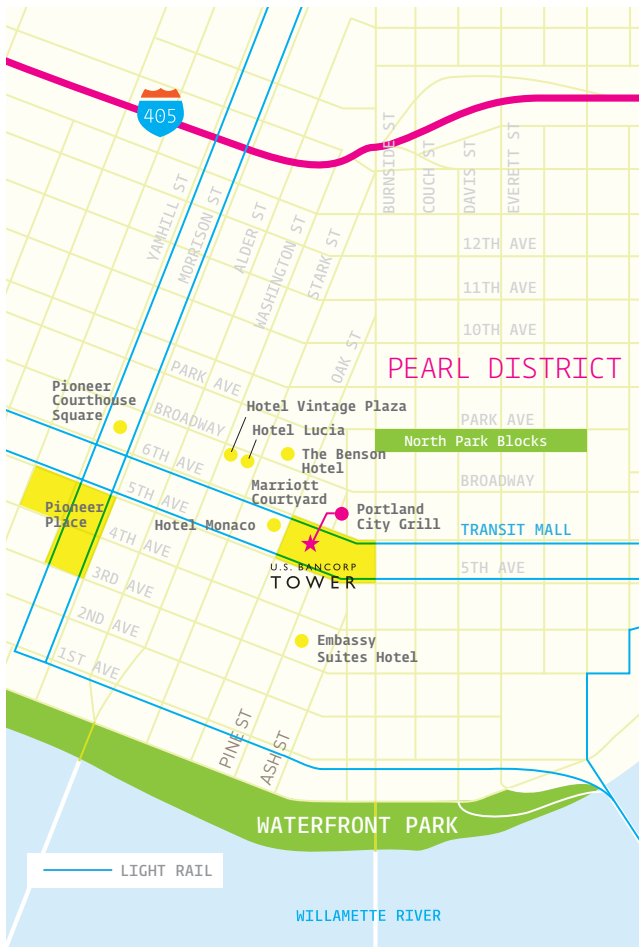 405
BURNSIDE ST
COUCH ST
DAVIS ST
EVERETT ST
YAMHILL ST
MORRISON ST
ALDER ST
WASHINGTON ST
STARK ST
OAK ST
12TH AVE
11TH AVE
10TH AVE
PEARL DISTRICT
PARK AVE
Pioneer
Courthouse
Square
BROADWAY
Hotel Vintage Plaza
Hotel Lucia
PARK AVE
North Park Blocks
6TH AVE
The Benson
Hotel
BROADWAY
5TH AVE
Marriott
Courtyard
Pioneer
Place
Hotel Monaco
Portland
City Grill
TRANSIT MALL
4TH AVE
U.S. BANCORP
TOWER
5TH AVE
3RD AVE
2ND AVE
Embassy
Suites Hotel
1ST AVE
PINE ST
ASH ST
WATERFRONT PARK
LIGHT RAIL
WILLAMETTE RIVER